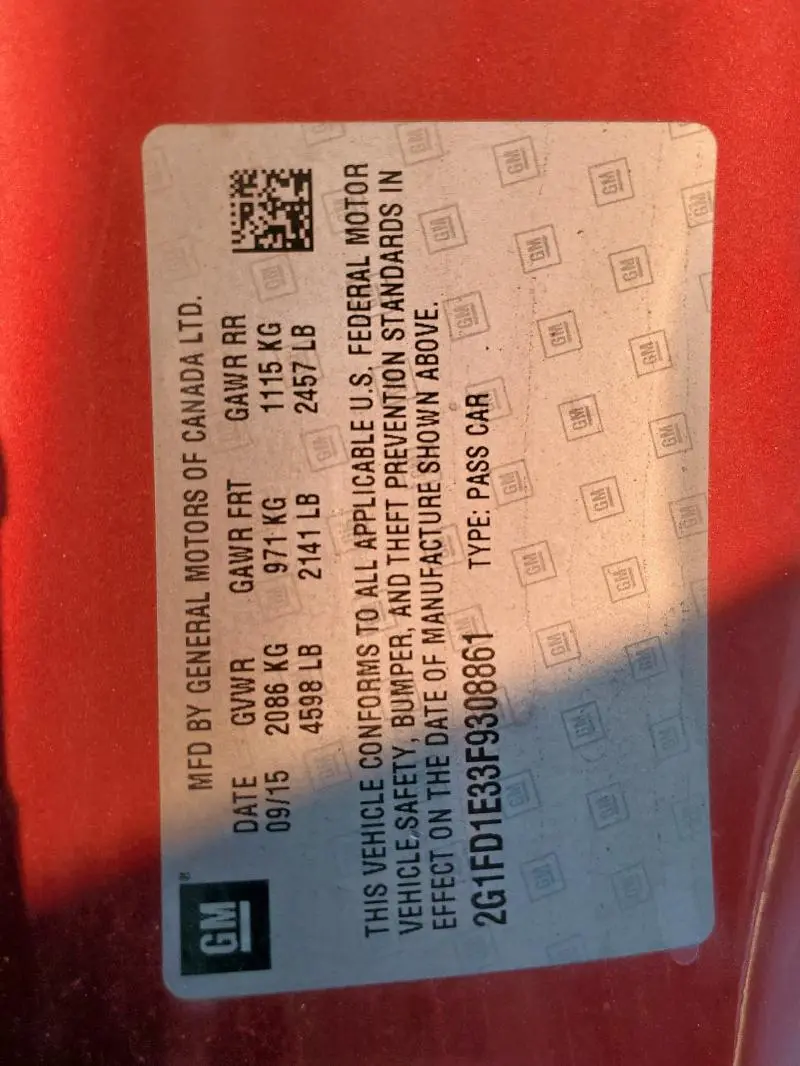 GM®
MFD BY GENERAL MOTORS OF CANADA LTD.
DATE GVWR GAWR FRT GAWR RR
09/15 2086 KG 971 KG 1115 KG
4598 LB 2141 LB 2457 LB
THIS VEHICLE CONFORMS TO ALL APPLICABLE U.S. FEDERAL MOTOR
VEHICLE SAFETY, BUMPER, AND THEFT PREVENTION STANDARDS IN
EFFECT ON THE DATE OF MANUFACTURE SHOWN ABOVE.
2G1FD1E33F9308861 TYPE: PASS CAR